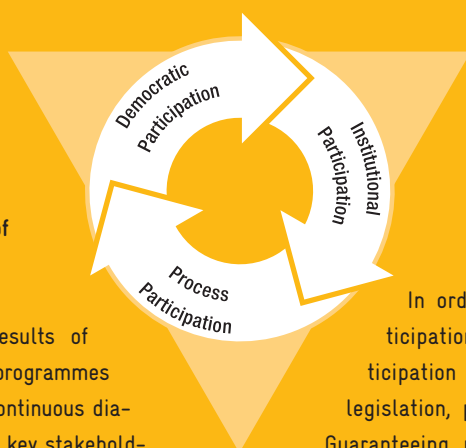 Democratic
Participation
Institutional
Participation
Process
Participation
of
esults of
programmes
ontinuous dia-
key stakehold-
In ord
ticipation
ticipation
legislation, p
Guaranteeing